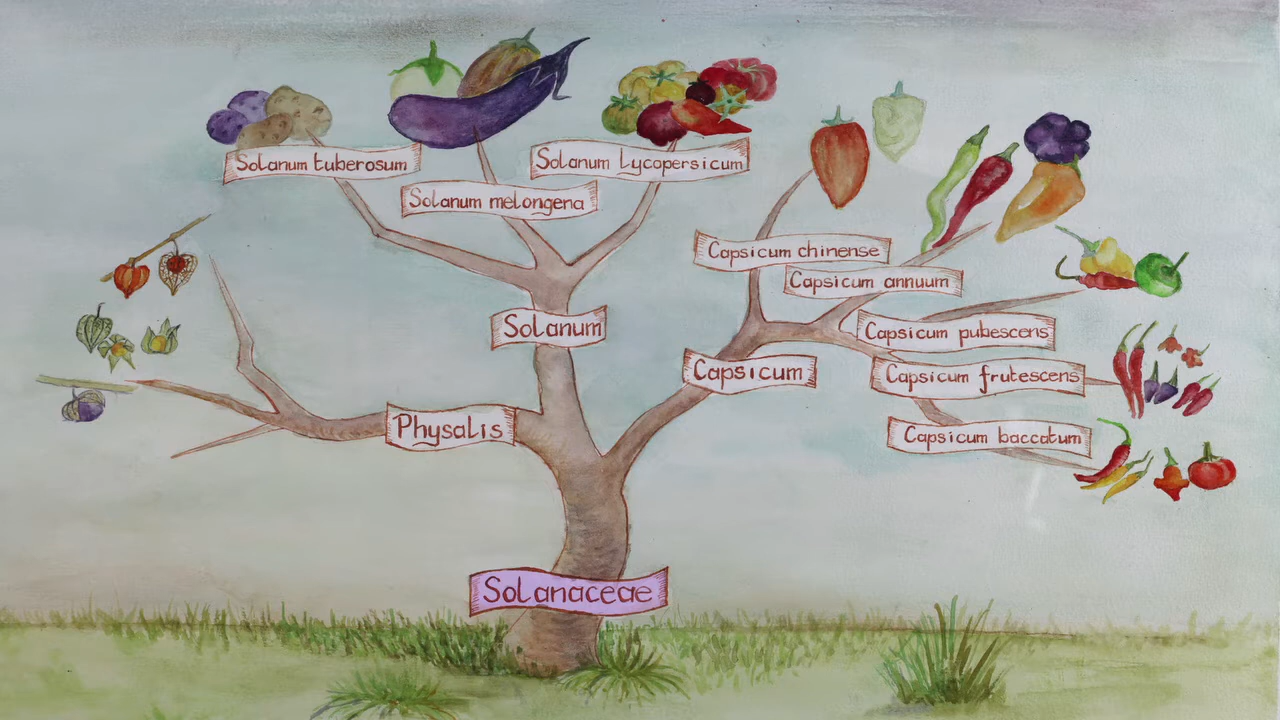 Solanum tuberosum
Solanum Lycopersicum
Solanum melongena
Capsicum chinense
Capsicum annuum
Solanum
Capsicum pubescens
Capsicum
Capsicum frutescens
Physalis
Capsicum baccatum
Solanaceae